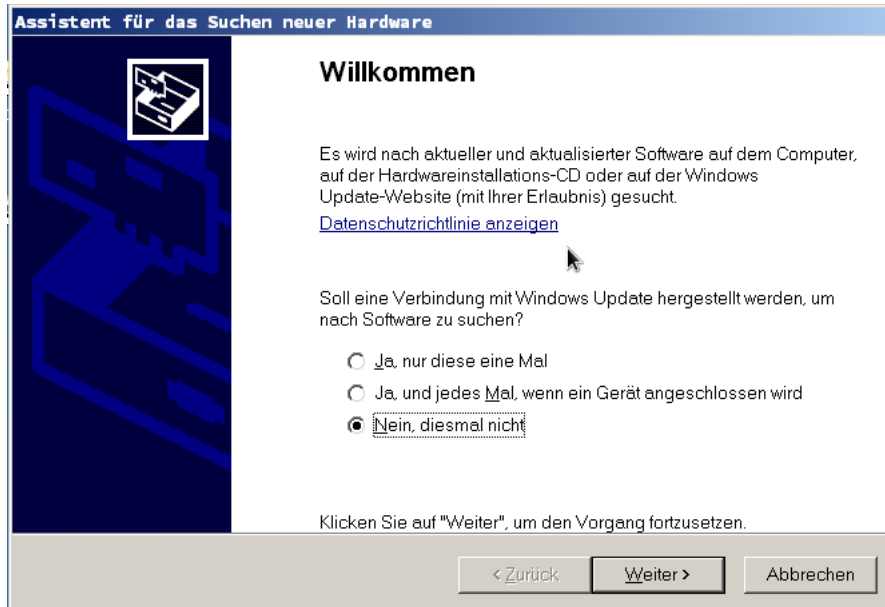 Assistent für das Suchen neuer Hardware
Willkommen
Es wird nach aktueller und aktualisierter Software auf dem Computer,
auf der Hardwareinstallations-CD oder auf der Windows
Update-Website (mit Ihrer Erlaubnis) gesucht.
Datenschutzrichtlinie anzeigen
Soll eine Verbindung mit Windows Update hergestellt werden, um
nach Software zu suchen?
Ja, nur diese eine Mal
Ja, und jedes Mal, wenn ein Gerät angeschlossen wird
Nein, diesmal nicht
Klicken Sie auf "Weiter", um den Vorgang fortzusetzen.
< Zurück
Weiter >
Abbrechen